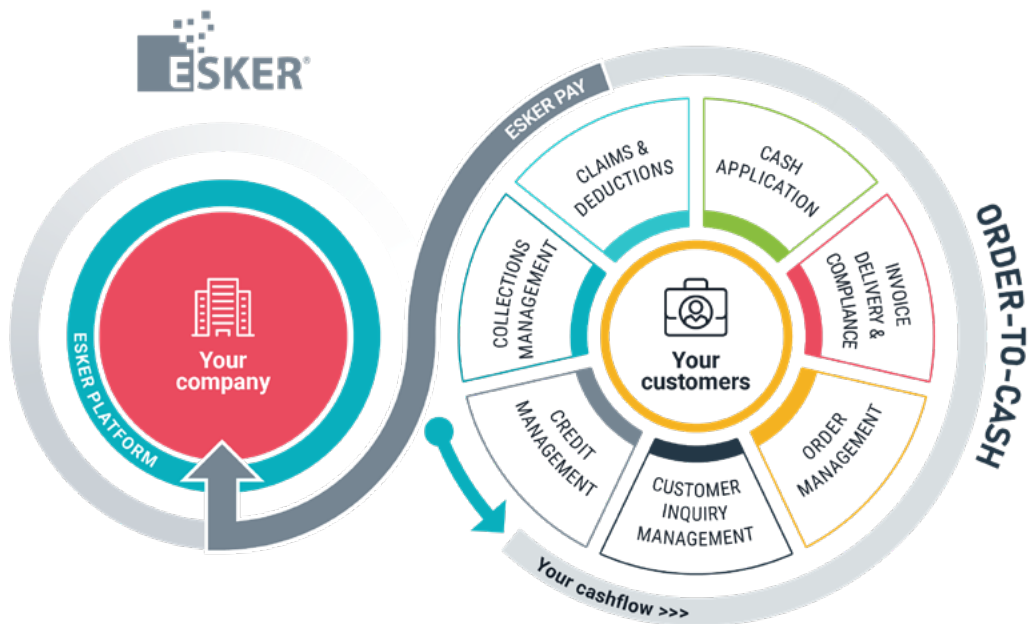 ESKER®
ESKER PAY
ESKER PLATFORM
Your
company
CLAIMS &
DEDUCTIONS
CASH
APPLICATION
INVOICE
DELIVERY &
COMPLIANCE
ORDER
MANAGEMENT
CUSTOMER
INQUIRY
MANAGEMENT
CREDIT
MANAGEMENT
COLLECTIONS
MANAGEMENT
Your
customers
ORDER-TO-CASH
Your cashflow >>>